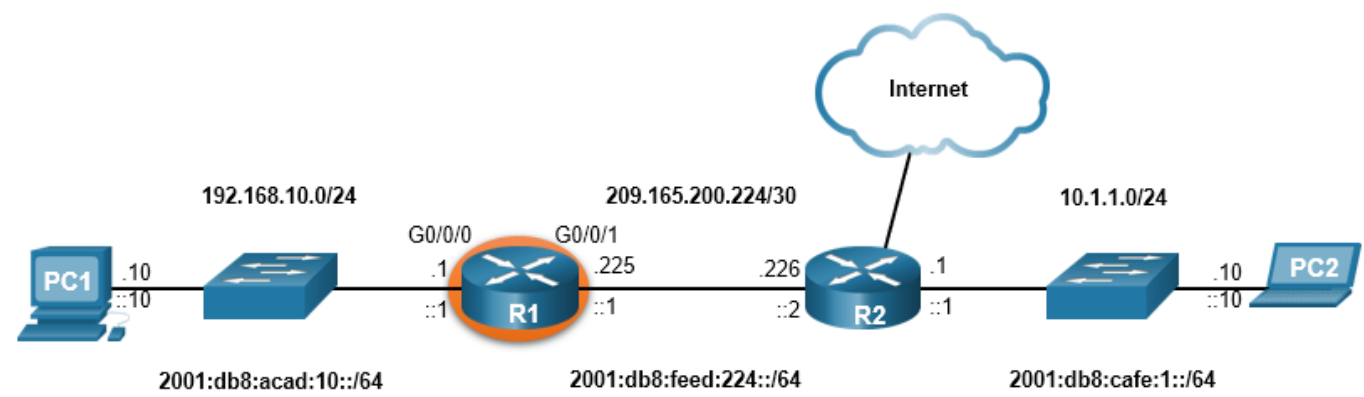 Internet
192.168.10.0/24
209.165.200.224/30
10.1.1.0/24
G0/0/0
G0/0/1
PC1
.10
::10
.1
::1
R1
.225
::1
.226
::2
R2
.1
::1
.10
::10
PC2
2001:db8:acad:10::/64
2001:db8:feed:224::/64
2001:db8:cafe:1::/64